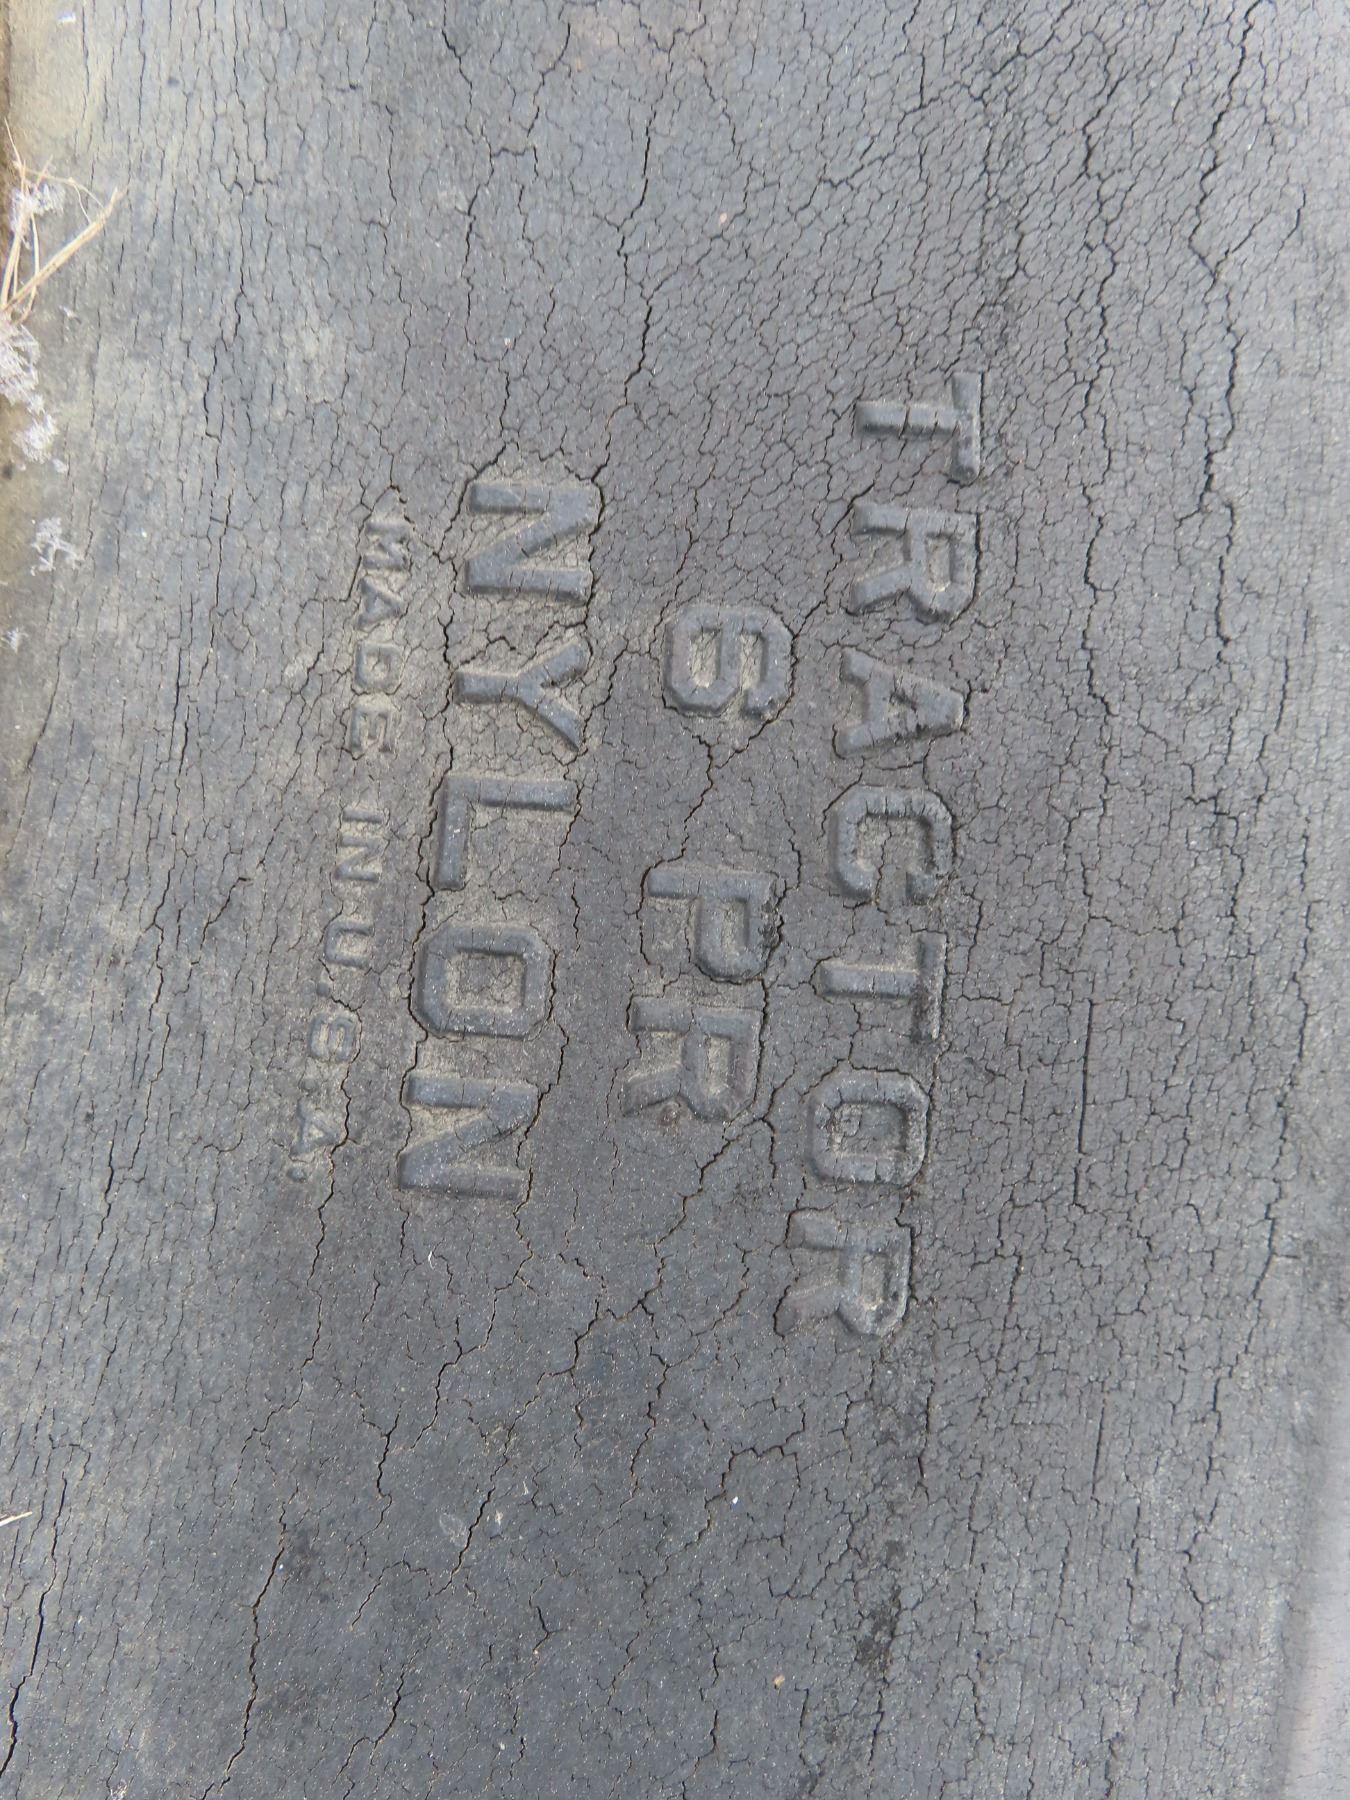 TRACTOR
6 PR
NYLON
MADE IN U.S.A.